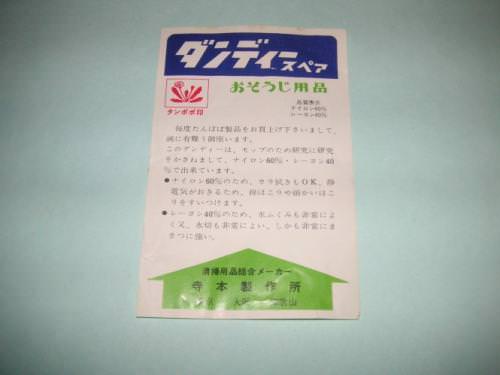 ダンディースペア
おそうじ用品
タンポポ印
品質表示
ナイロン60%
レーヨン40%
毎度たんぽぽ製品をお買上げ下さいまして、
誠に有難う御座います。
このダンディーは、モップのため研究に研究
をかさねまして、ナイロン60%・レーヨン40
%で出来ています。
●ナイロン60%のため、カラ拭きもOK、静
電気がおきるため、綿ほこりや細かいほこ
りをすいつけます。
●レーヨン40%のため、水ふくみも非常によ
く又、水切も非常によい、しかも非常にま
さつに強い。
清掃用品総合メーカー
寺本製作所